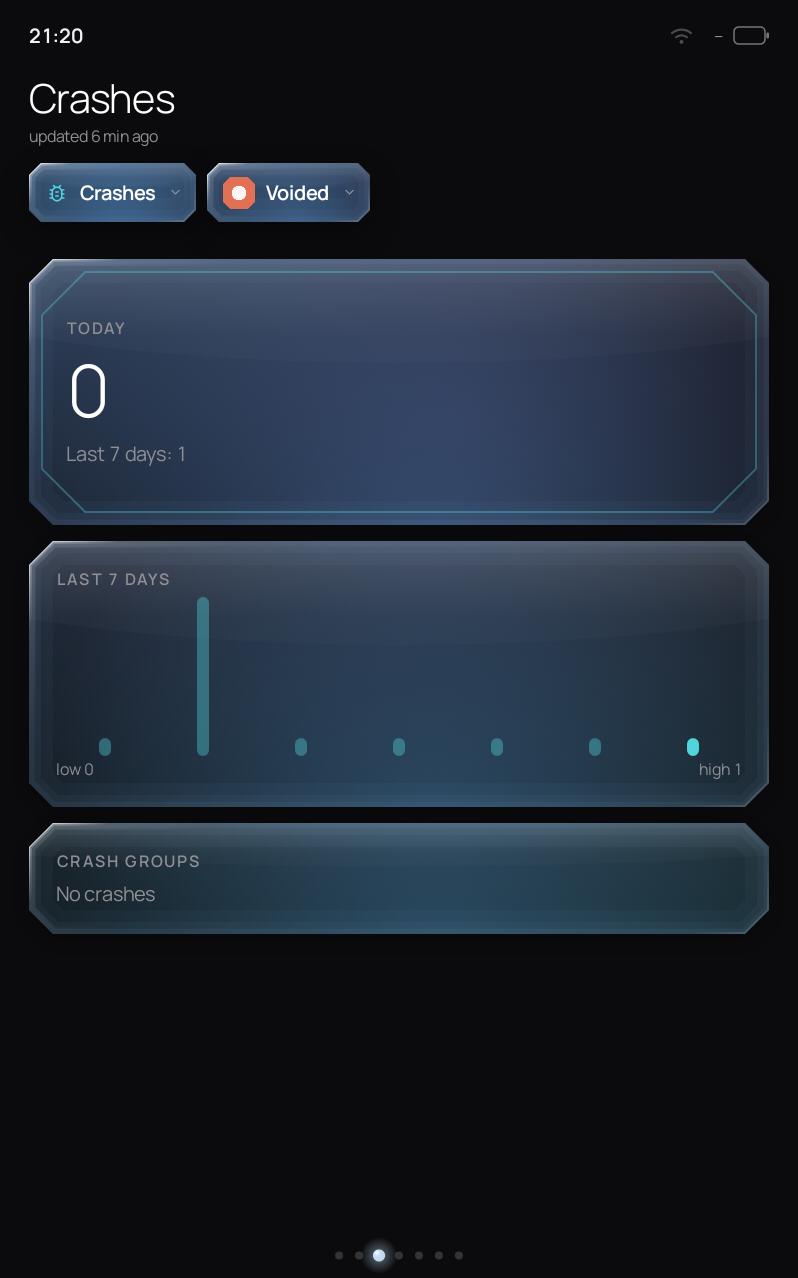 21:20
–
Crashes
updated 6 min ago
Crashes
Voided
TODAY
0
Last 7 days: 1
LAST 7 DAYS
low 0
high 1
CRASH GROUPS
No crashes